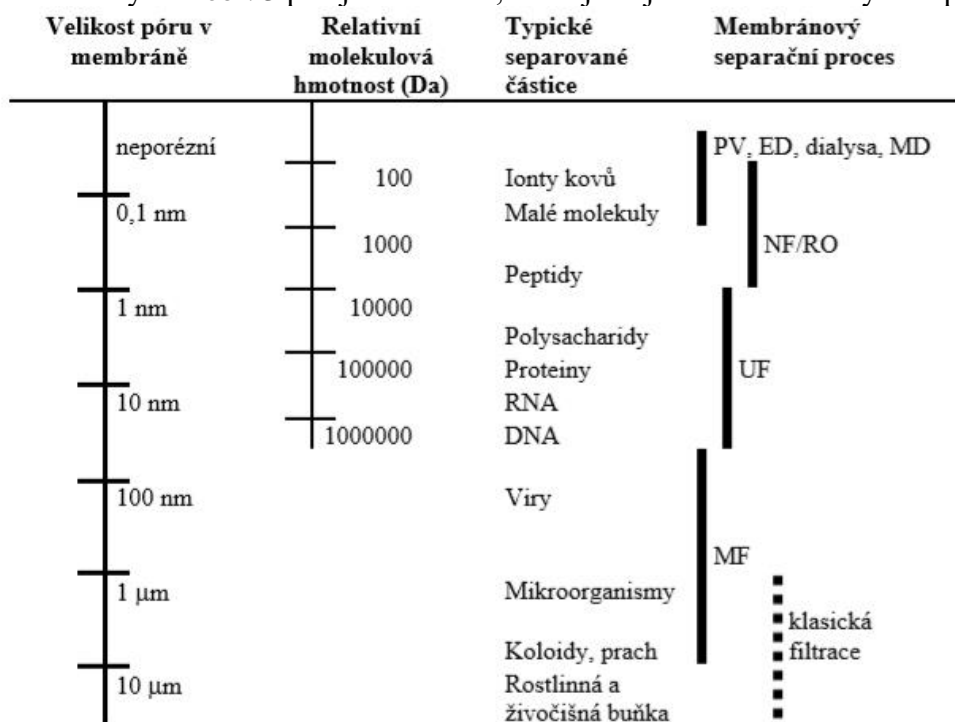 Velikost póru v membráně
Relativní molekulová hmotnost (Da)
Typické separované částice
Membránový separační proces
neporézní
0,1 nm
1 nm
10 nm
100 nm
1 μm
10 μm
100
1000
10000
100000
1000000
Ionty kovů
Malé molekuly
Peptidy
Polysacharidy
Proteiny
RNA
DNA
Viry
Mikroorganismy
Koloidy, prach
Rostlinná a
živočišná buňka
PV, ED, dialysa, MD
NF/RO
UF
MF
klasická
filtrace